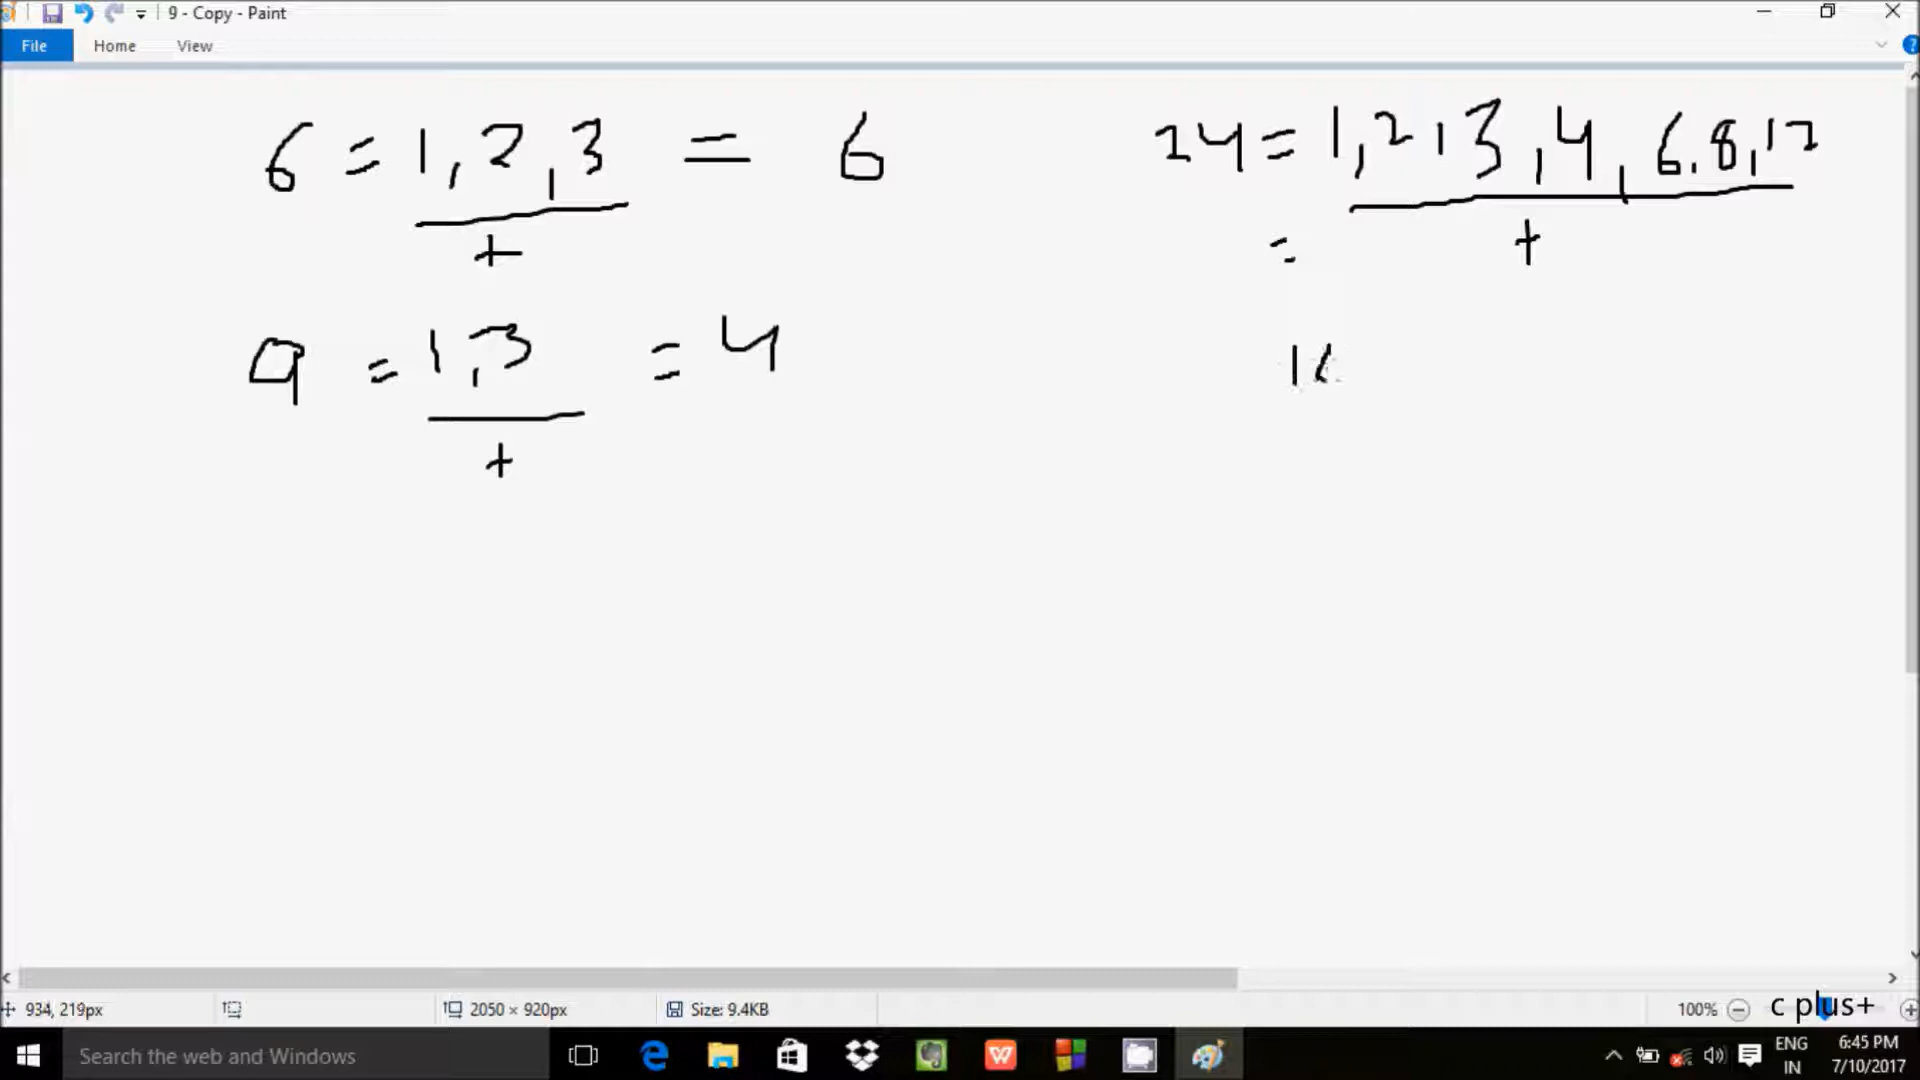 9 - Copy - Paint
File Home View
6 = 1, 2, 3 = 6
+
9 = 1, 3 = 4
+
24 = 1, 2, 3, 4, 6. 8, 12
= +
934, 219px 2050 × 920px Size: 9.4KB 100% c plus+
Search the web and Windows
ENG
IN
6:45 PM
7/10/2017